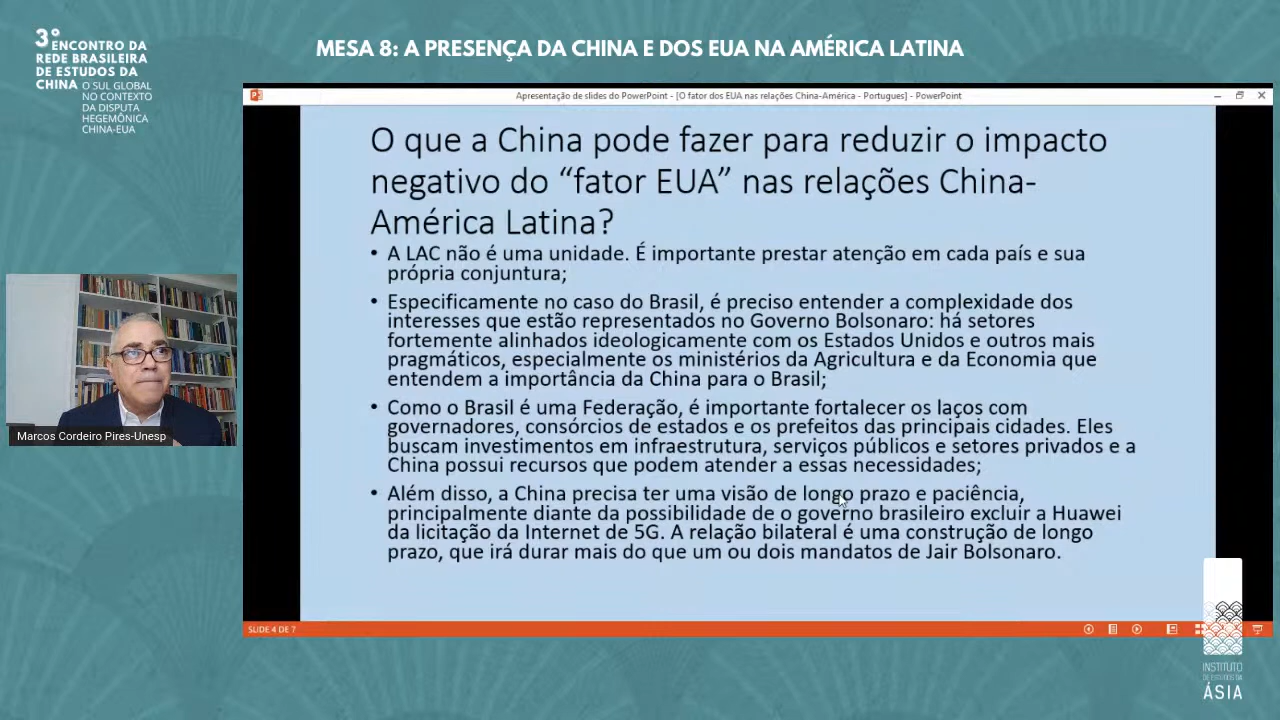 3º ENCONTRO DA
REDE BRASILEIRA
DE ESTUDOS DA
CHINA O SUL GLOBAL
NO CONTEXTO
DA DISPUTA
HEGEMÔNICA
CHINA-EUA
MESA 8: A PRESENÇA DA CHINA E DOS EUA NA AMÉRICA LATINA
Apresentação de slides do PowerPoint - [O fator dos EUA nas relações China-América - Portugues] - PowerPoint
O que a China pode fazer para reduzir o impacto
negativo do “fator EUA” nas relações China-
América Latina?
• A LAC não é uma unidade. É importante prestar atenção em cada país e sua
própria conjuntura;
• Especificamente no caso do Brasil, é preciso entender a complexidade dos
interesses que estão representados no Governo Bolsonaro: há setores
fortemente alinhados ideologicamente com os Estados Unidos e outros mais
pragmáticos, especialmente os ministérios da Agricultura e da Economia que
entendem a importância da China para o Brasil;
• Como o Brasil é uma Federação, é importante fortalecer os laços com
governadores, consórcios de estados e os prefeitos das principais cidades. Eles
buscam investimentos em infraestrutura, serviços públicos e setores privados e a
China possui recursos que podem atender a essas necessidades;
• Além disso, a China precisa ter uma visão de longo prazo e paciência,
principalmente diante da possibilidade de o governo brasileiro excluir a Huawei
da licitação da Internet de 5G. A relação bilateral é uma construção de longo
prazo, que irá durar mais do que um ou dois mandatos de Jair Bolsonaro.
Marcos Cordeiro Pires-Unesp
SLIDE 4 DE 7
INSTITUTO
DE ESTUDOS DA
ÁSIA